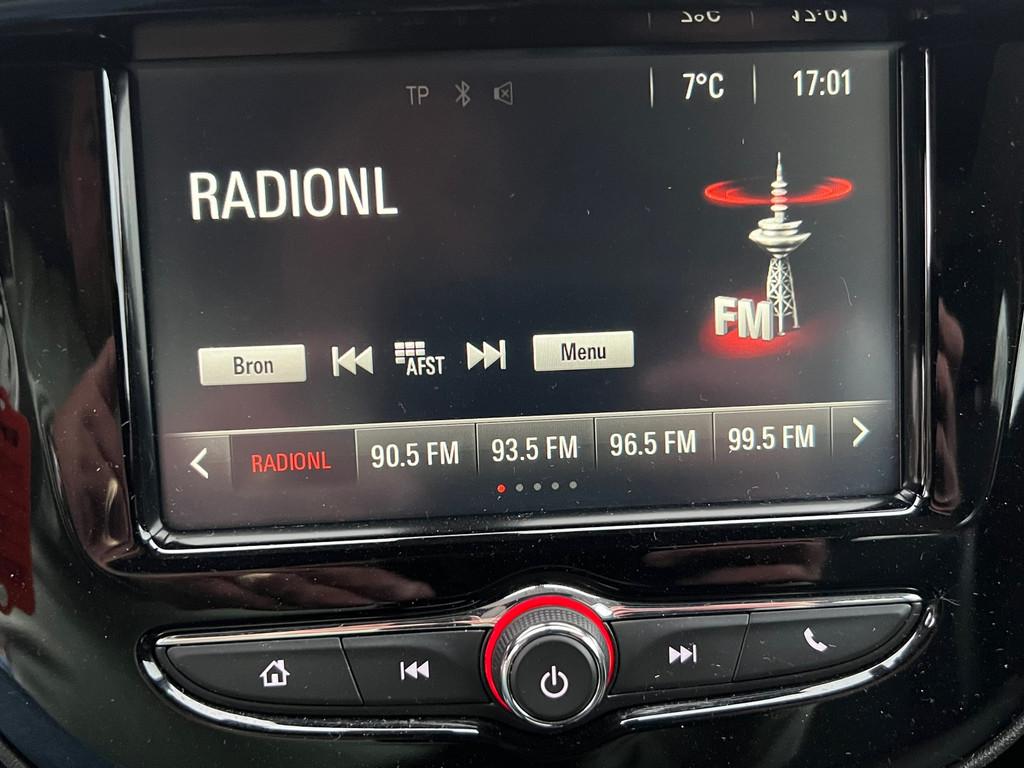 TP 7°C 17:01
RADIONL
FM
Bron AFST Menu
RADIONL 90.5 FM 93.5 FM 96.5 FM 99.5 FM